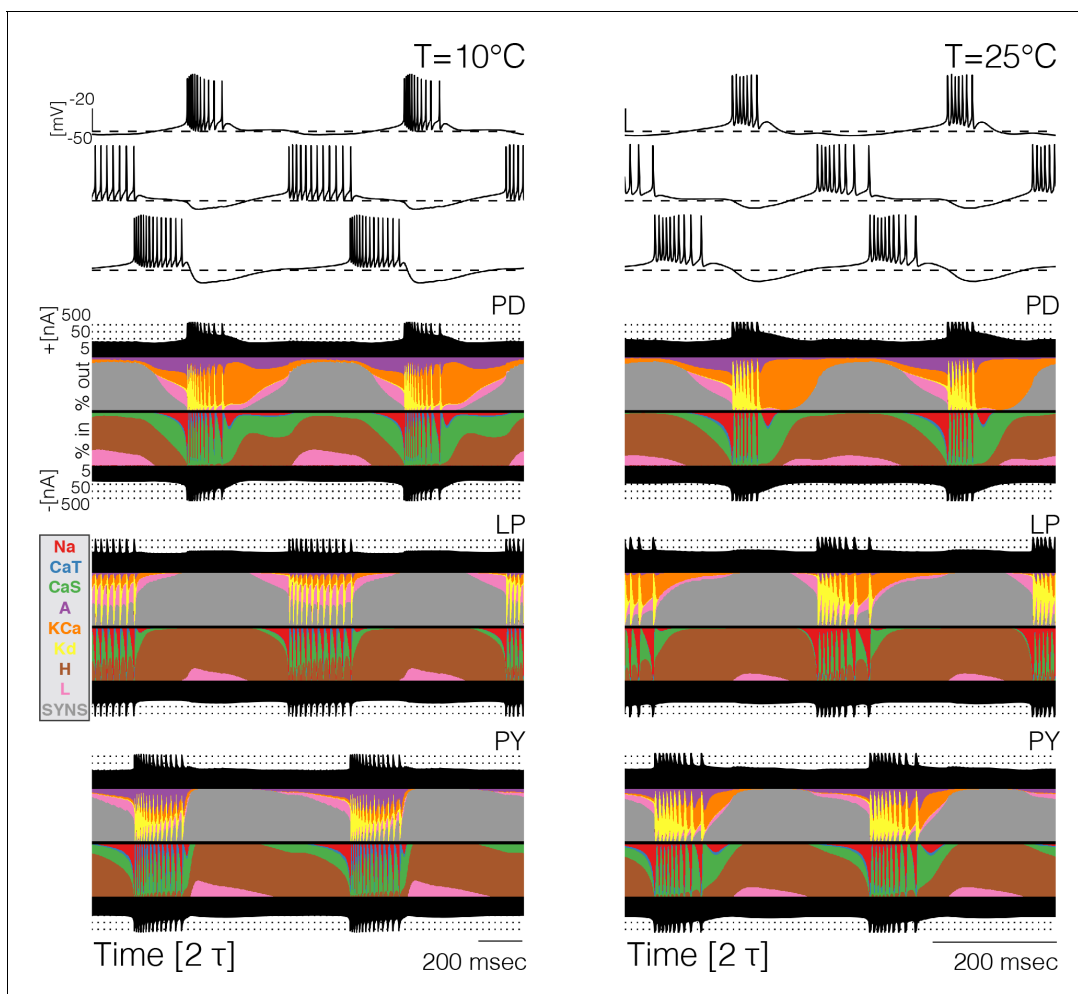 T=10°C
T=25°C
[mV]
-20
-50
PD
PD
+[nA]
500
50
5
% out
% in
5
50
500
-[nA]
LP
LP
Na
CaT
CaS
A
KCa
Kd
H
L
SYNS
PY
PY
Time [2 τ]
200 msec
Time [2 τ]
200 msec